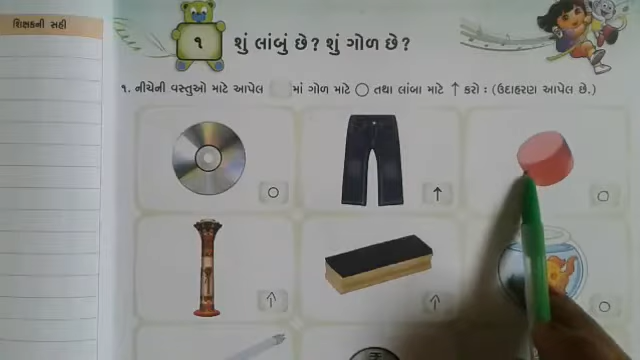 શિક્ષકની સહી
૧
શું લાંબું છે? શું ગોળ છે?
૧. નીચેની વસ્તુઓ માટે આપેલ માં ગોળ માટે ○ તથા લાંબા માટે ↑ કરો : (ઉદાહરણ આપેલ છે.)